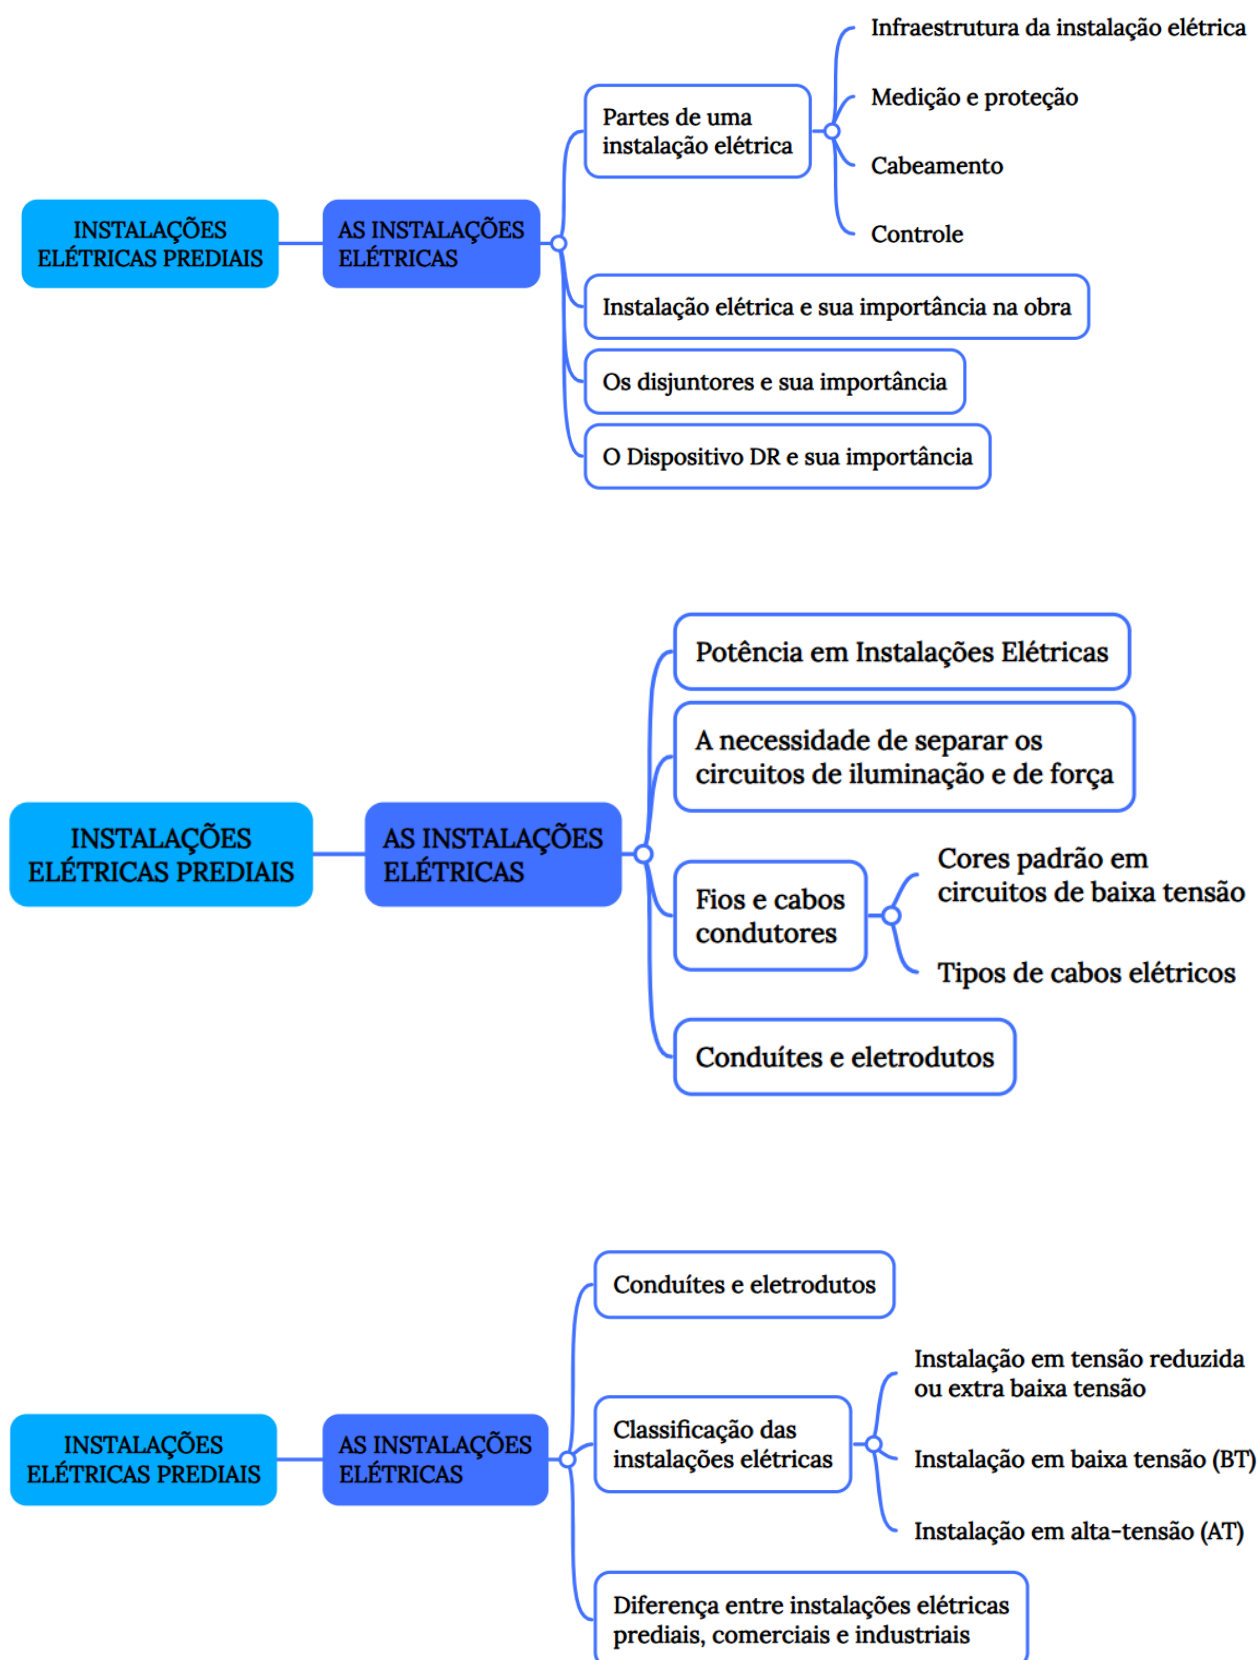 Infraestrutura da instalação elétrica
Partes de uma
instalação elétrica
Medição e proteção
Cabeamento
Controle
INSTALAÇÕES
ELÉTRICAS PREDIAIS
AS INSTALAÇÕES
ELÉTRICAS
Instalação elétrica e sua importância na obra
Os disjuntores e sua importância
O Dispositivo DR e sua importância
Potência em Instalações Elétricas
A necessidade de separar os
circuitos de iluminação e de força
INSTALAÇÕES
ELÉTRICAS PREDIAIS
AS INSTALAÇÕES
ELÉTRICAS
Fios e cabos
condutores
Cores padrão em
circuitos de baixa tensão
Tipos de cabos elétricos
Conduítes e eletrodutos
Conduítes e eletrodutos
INSTALAÇÕES
ELÉTRICAS PREDIAIS
AS INSTALAÇÕES
ELÉTRICAS
Classificação das
instalações elétricas
Instalação em tensão reduzida
ou extra baixa tensão
Instalação em baixa tensão (BT)
Instalação em alta-tensão (AT)
Diferença entre instalações elétricas
prediais, comerciais e industriais